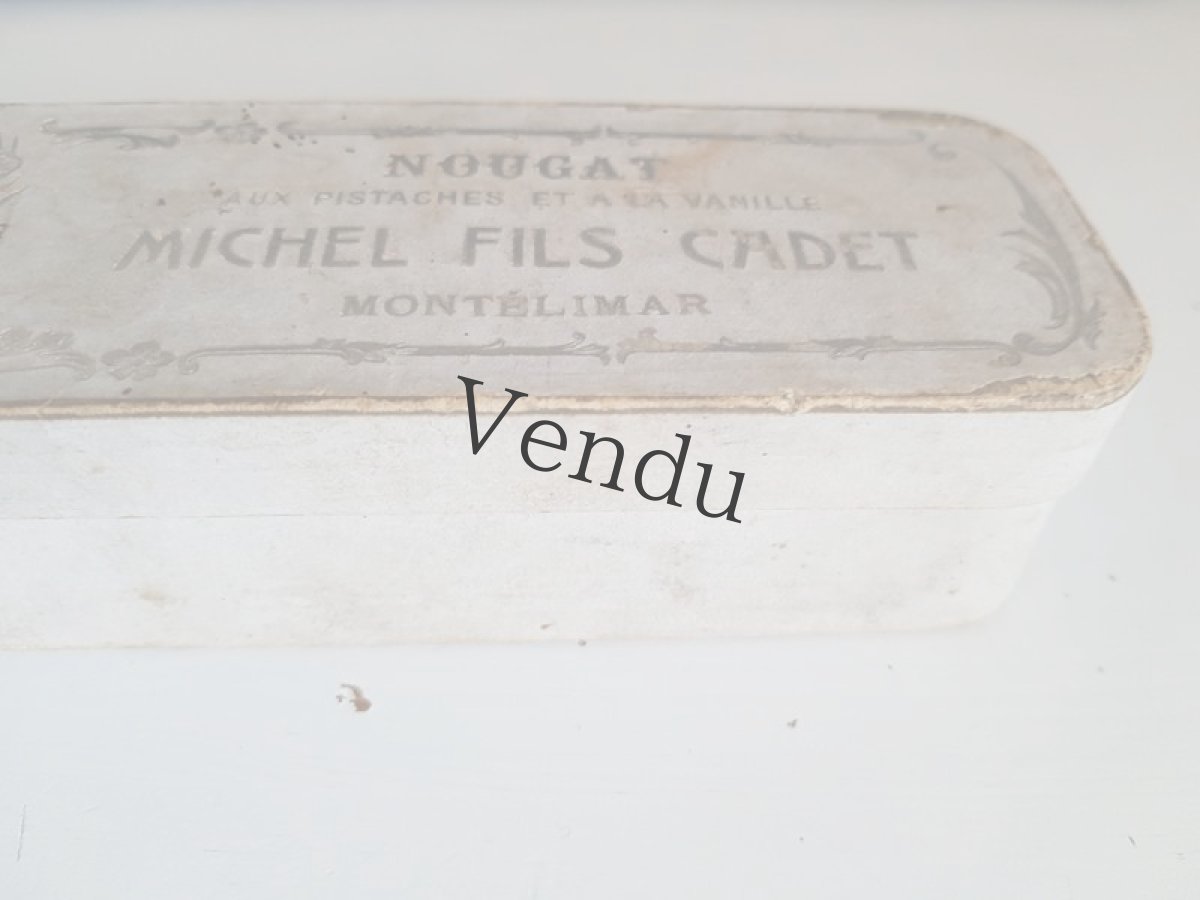 NOUGAT
AUX PISTACHES ET A LA VANILLE
MICHEL FILS CADET
MONTÉLIMAR
Vendu